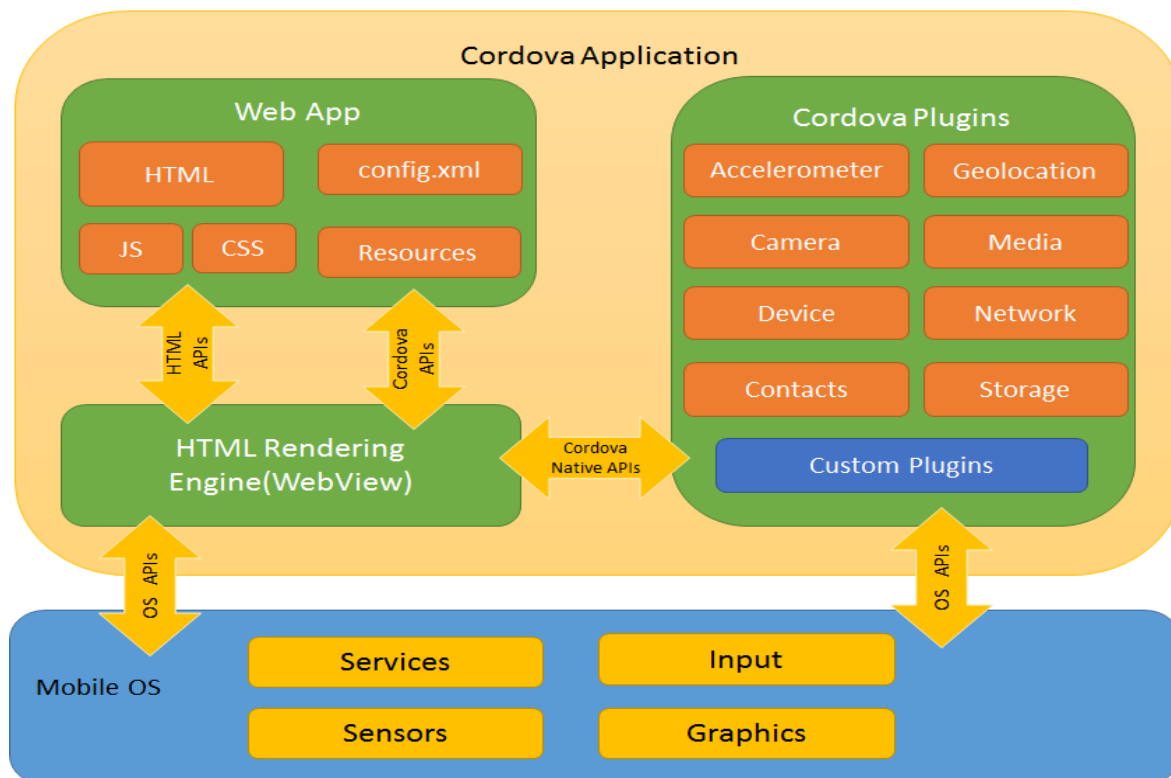 Cordova Application
Web App
HTML
config.xml
JS
CSS
Resources
HTML
APIs
Cordova
APIs
HTML Rendering
Engine(WebView)
Cordova
Native APIs
Cordova Plugins
Accelerometer
Geolocation
Camera
Media
Device
Network
Contacts
Storage
Custom Plugins
OS APIs
OS APIs
Mobile OS
Services
Input
Sensors
Graphics